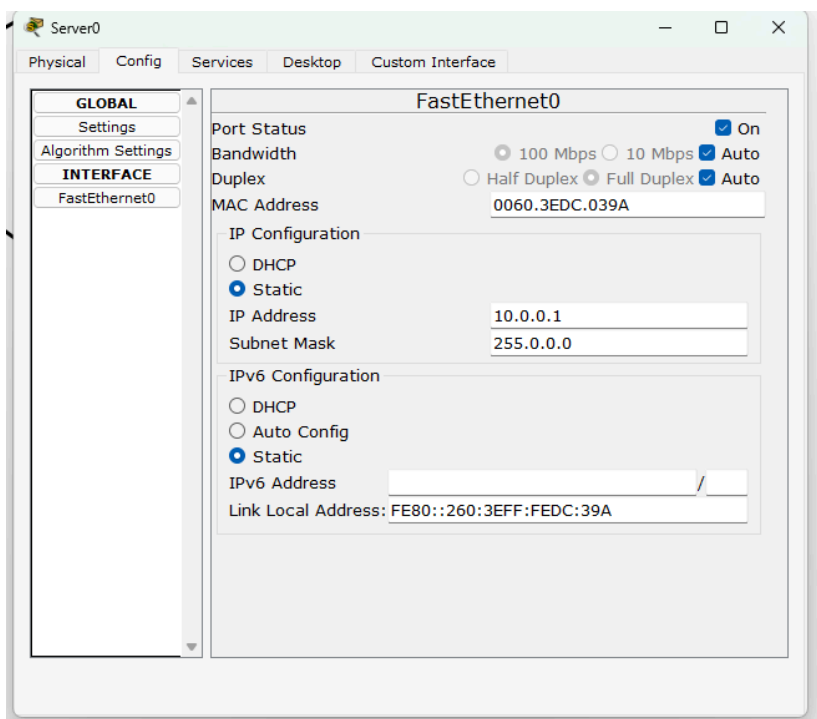 Server0
Physical Config Services Desktop Custom Interface
GLOBAL
Settings
Algorithm Settings
INTERFACE
FastEthernet0
FastEthernet0
Port Status On
Bandwidth 100 Mbps 10 Mbps Auto
Duplex Half Duplex Full Duplex Auto
MAC Address 0060.3EDC.039A
IP Configuration
DHCP
Static
IP Address 10.0.0.1
Subnet Mask 255.0.0.0
IPv6 Configuration
DHCP
Auto Config
Static
IPv6 Address /
Link Local Address: FE80::260:3EFF:FEDC:39A